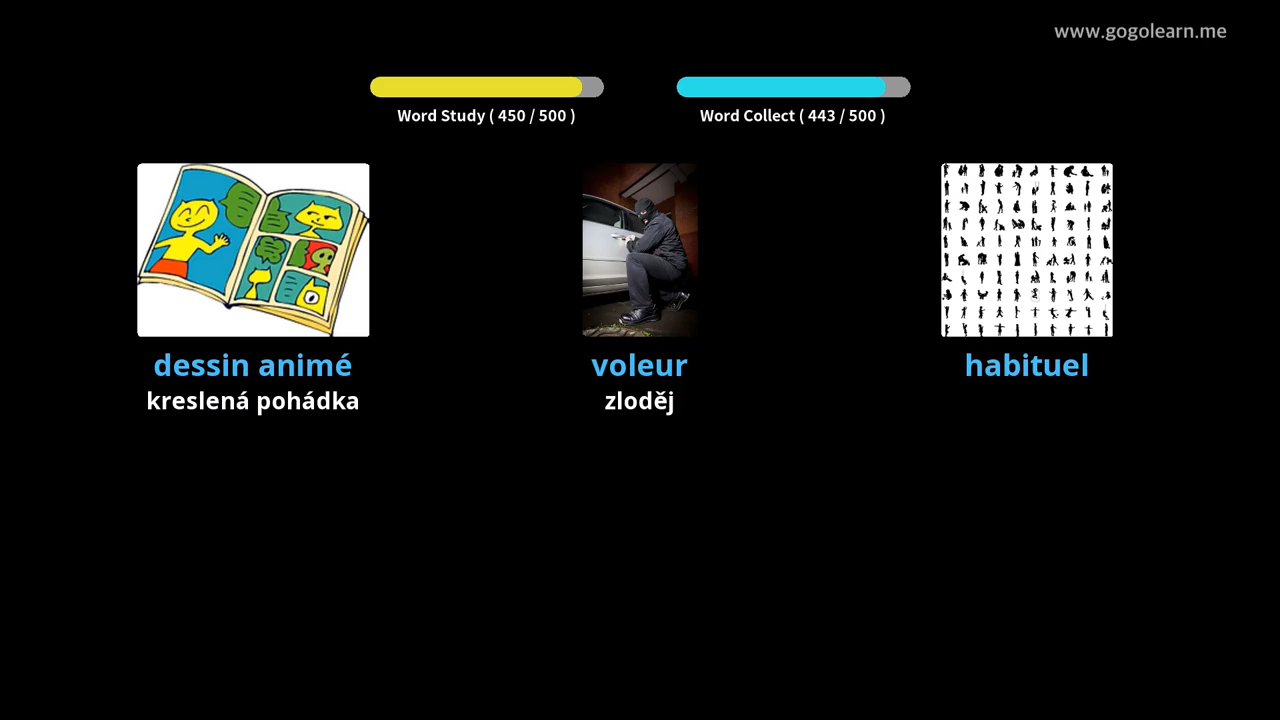 www.gogolearn.me
Word Study ( 450 / 500 )
Word Collect ( 443 / 500 )
dessin animé
voleur
habituel
kreslená pohádka
zloděj